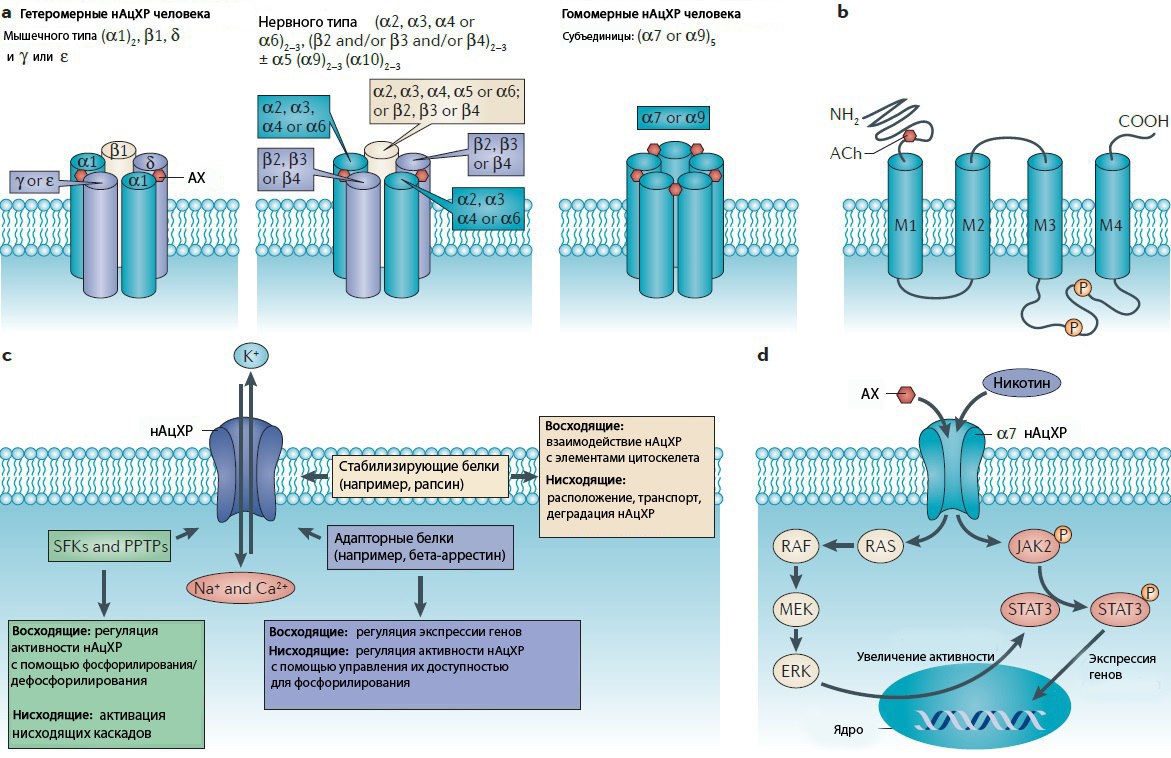 a Гетеромерные нАцХР человека
Мышечного типа (α1)2, β1, δ
и γ или ε
Нервного типа (α2, α3, α4 or
α6)2–3, (β2 and/or β3 and/or β4)2–3
± α5 (α9)2–3 (α10)2–3
Гомомерные нАцХР человека
Субъединицы: (α7 or α9)5
b
α1
β1
δ
γ or ε
α1
АХ
α2, α3,
α4 or α6
α2, α3, α4, α5 or α6;
or β2, β3 or β4
β2, β3
or β4
β2, β3
or β4
α2, α3
α4 or α6
α7 or α9
NH2
ACh
COOH
M1
M2
M3
M4
P
P
c
K+
нАцХР
Стабилизирующие белки
(например, рапсин)
Восходящие:
взаимодействие нАцХР
с элементами цитоскелета
Нисходящие:
расположение, транспорт,
деградация нАцХР
SFKs and PPTPs
Адапторные белки
(например, бета-аррестин)
Na+ and Ca2+
Восходящие: регуляция
активности нАцХР
с помощью фосфорилирования/
дефосфорилирования
Нисходящие: активация
нисходящих каскадов
Восходящие: регуляция экспрессии генов
Нисходящие: регуляция активности нАцХР
с помощью управления их доступностью
для фосфорилирования
d
АХ
Никотин
α7 нАцХР
RAF
RAS
JAK2
P
MEK
STAT3
STAT3
P
ERK
Увеличение активности
Экспрессия
генов
Ядро